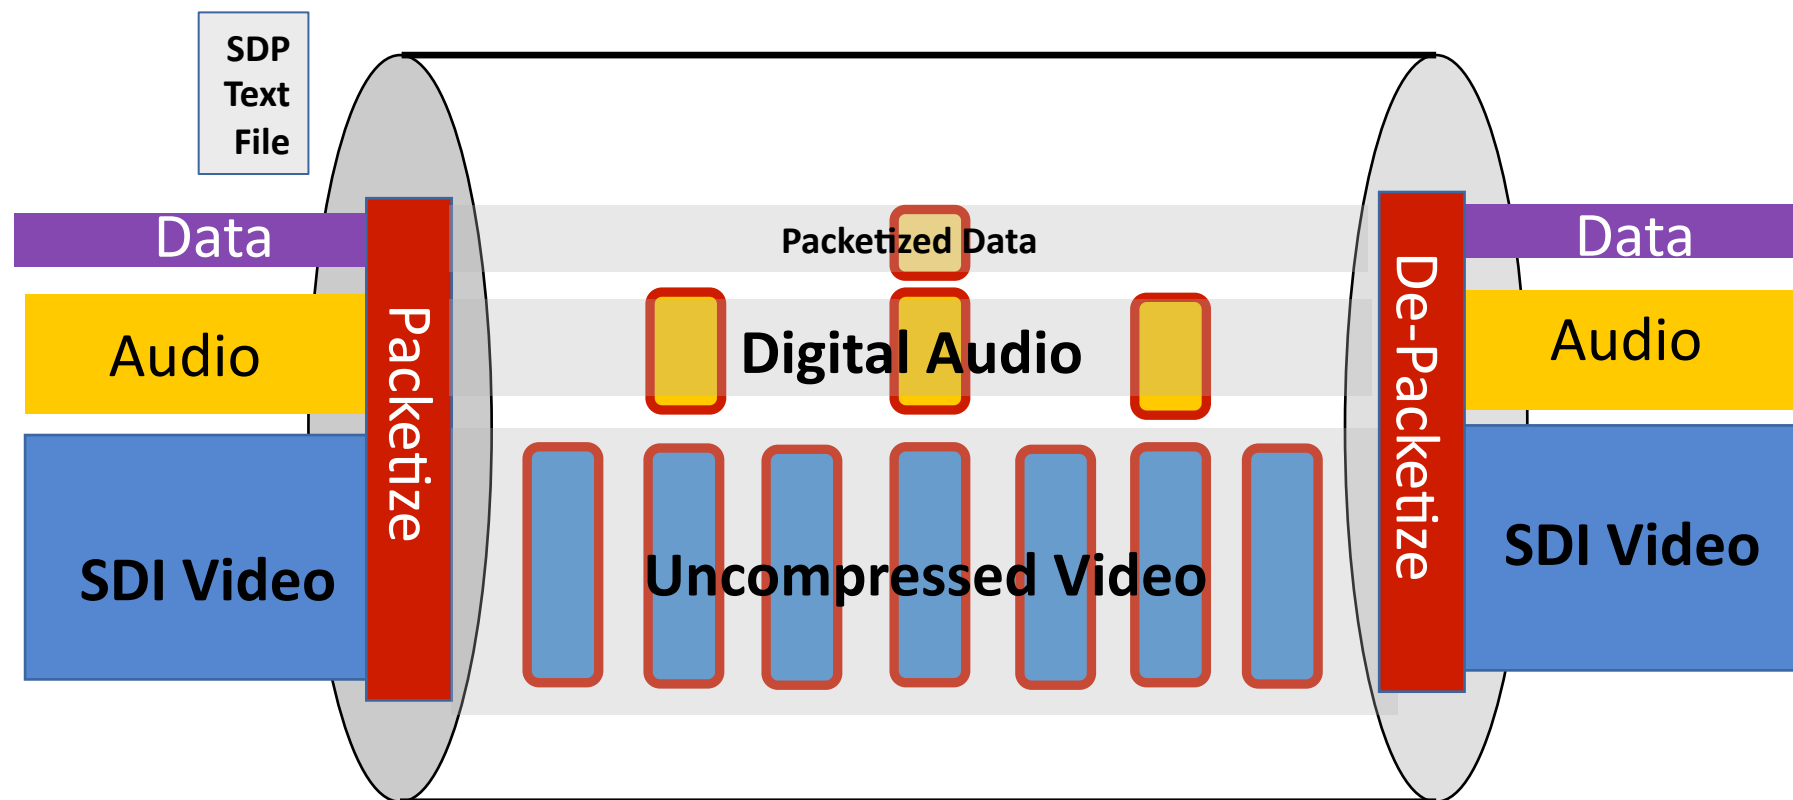 SDP
Text
File
Data
Packetized Data
Data
Audio
Digital Audio
Audio
Packetize
De-Packetize
SDI Video
Uncompressed Video
SDI Video